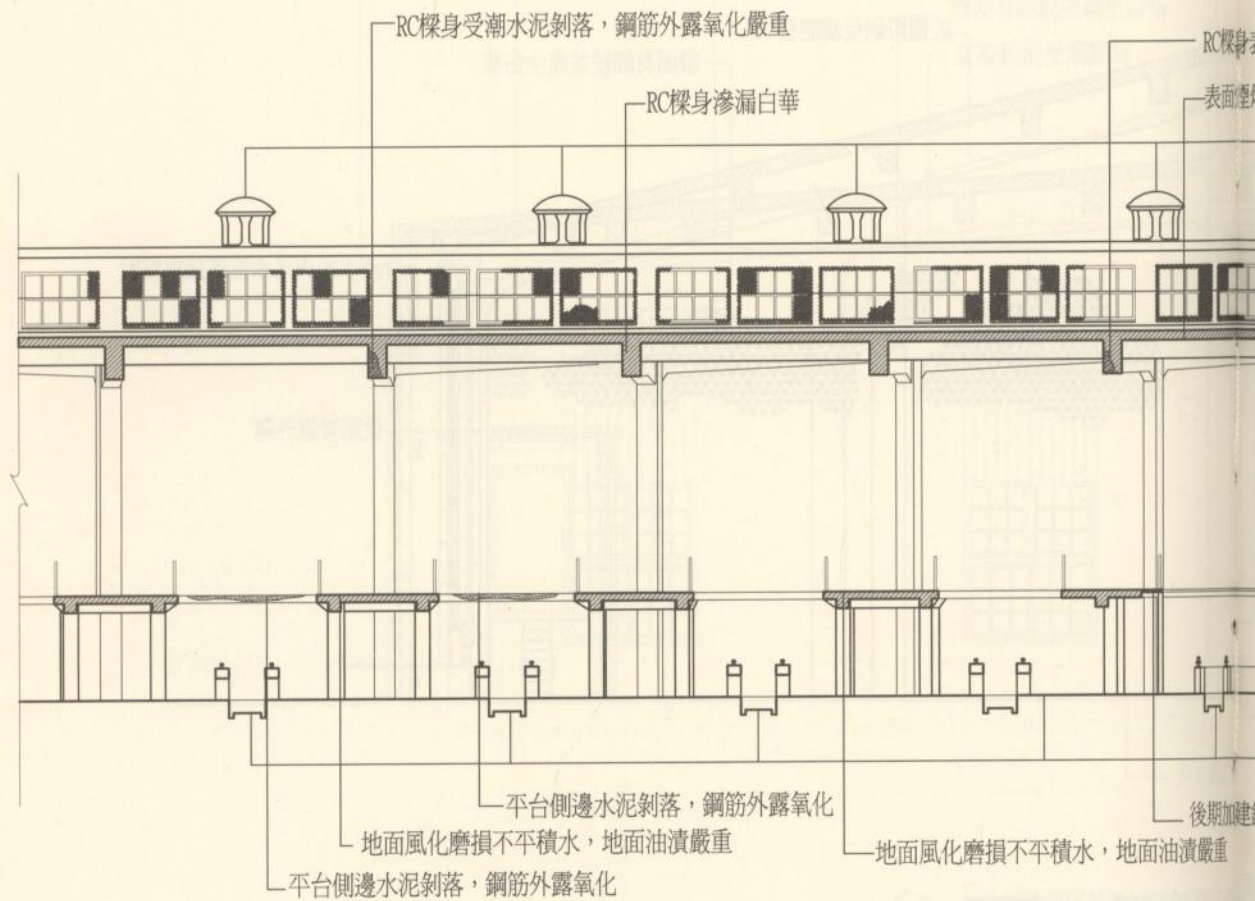 RC樑身受潮水泥剝落，鋼筋外露氧化嚴重
RC樑身滲漏白華
RC樑身表
表面
平台側邊水泥剝落，鋼筋外露氧化
後期加建
地面風化磨損不平積水，地面油漬嚴重
地面風化磨損不平積水，地面油漬嚴重
平台側邊水泥剝落，鋼筋外露氧化